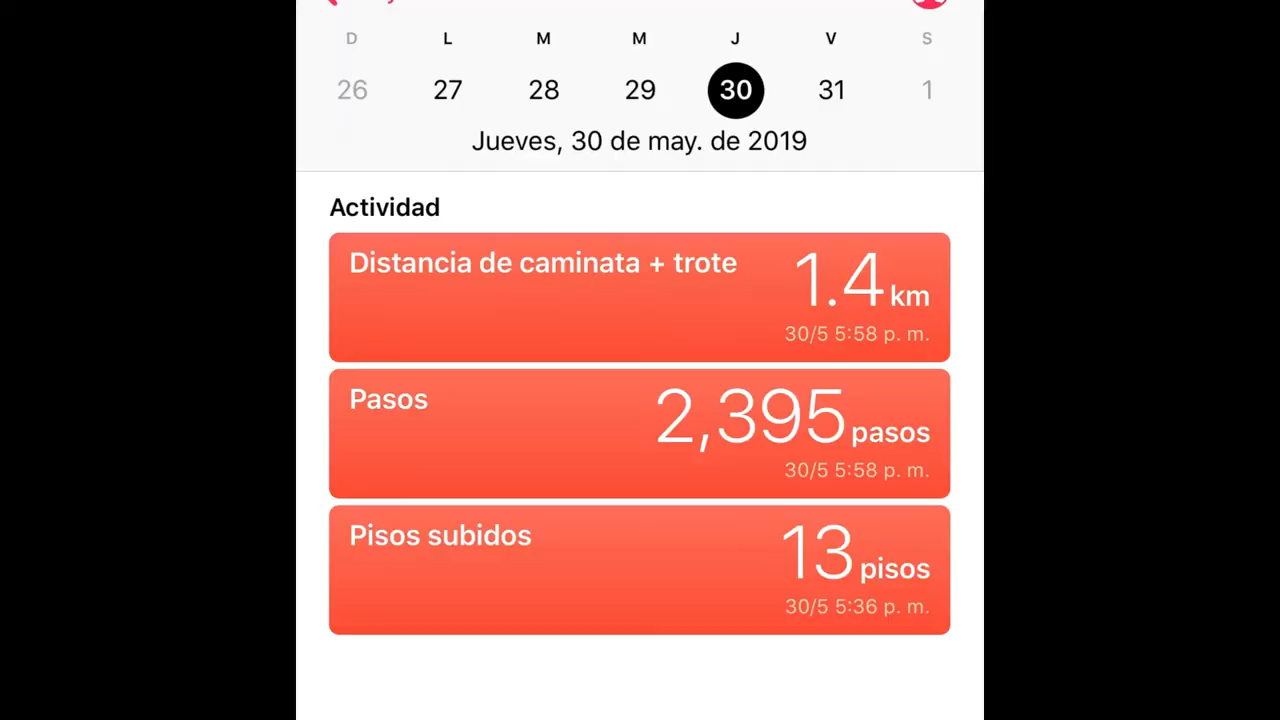 D L M M J V S
26 27 28 29 30 31 1
Jueves, 30 de may. de 2019
Actividad
Distancia de caminata + trote 1.4 km
30/5 5:58 p. m.
Pasos 2,395 pasos
30/5 5:58 p. m.
Pisos subidos 13 pisos
30/5 5:36 p. m.